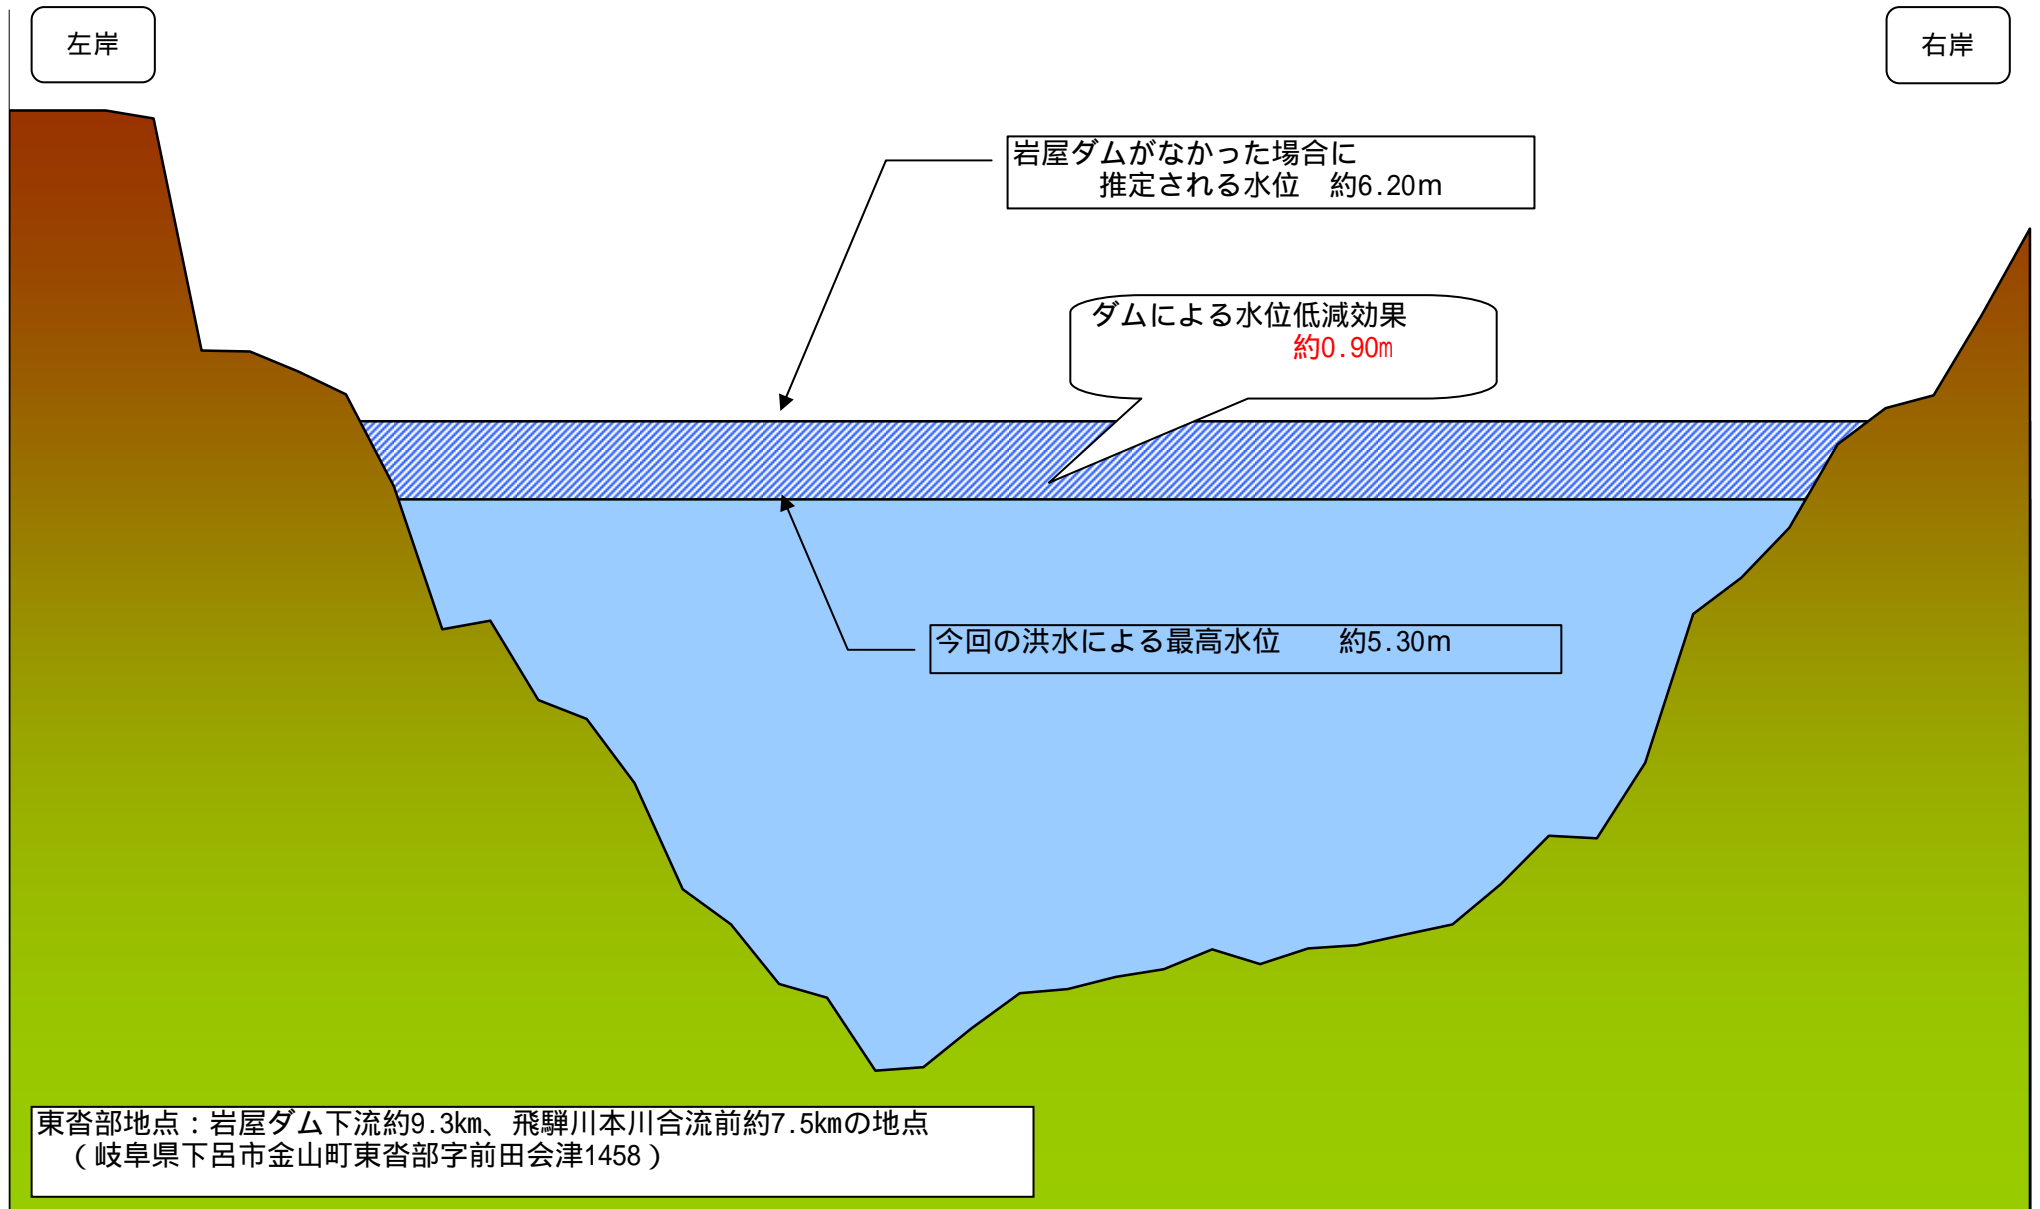 左岸
右岸
岩屋ダムがなかった場合に
推定される水位　約6.20m
ダムによる水位低減効果
約0.90m
今回の洪水による最高水位　　約5.30m
東沓部地点：岩屋ダム下流約9.3㎞、飛騨川本川合流前約7.5㎞の地点
（岐阜県下呂市金山町東沓部字前田会津1458）